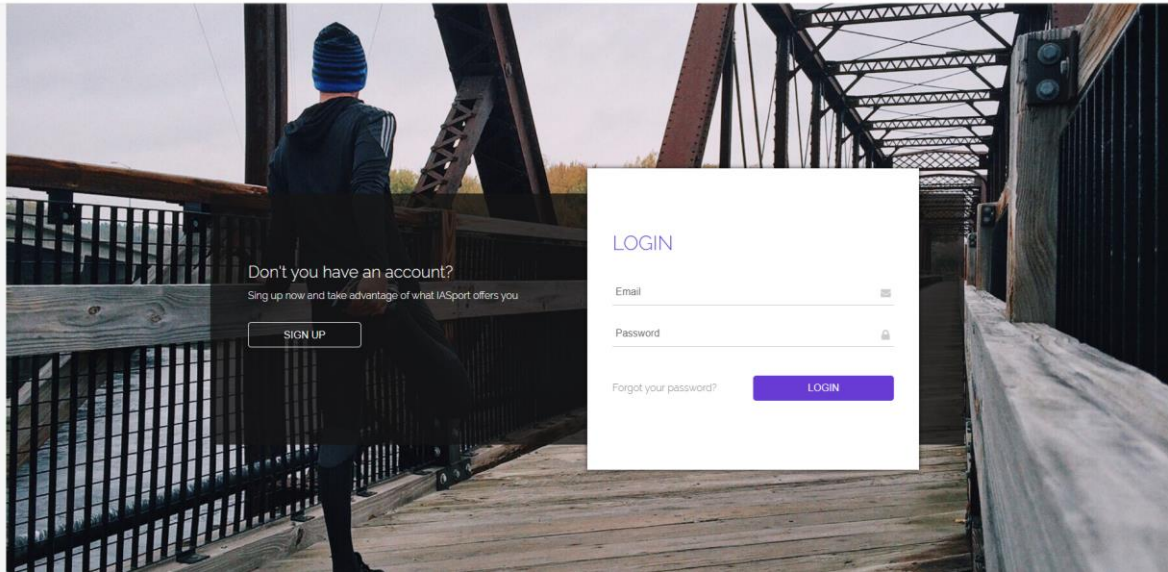 Don't you have an account?
Sing up now and take advantage of what IASport offers you
SIGN UP
LOGIN
Email
Password
Forgot your password?
LOGIN